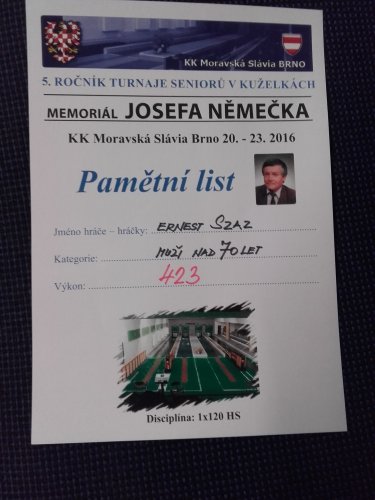 KK Moravská Slávia BRNO
5. ROČNÍK TURNAJE SENIORŮ V KUŽELKÁCH
MEMORIÁL JOSEFA NĚMEČKA
KK Moravská Slávia Brno 20. - 23. 2016
Pamětní list
Jméno hráče – hráčky: ERNEST SZAZ
Kategorie: MUŽI NAD 70 LET
Výkon: 423
Disciplína: 1x120 HS